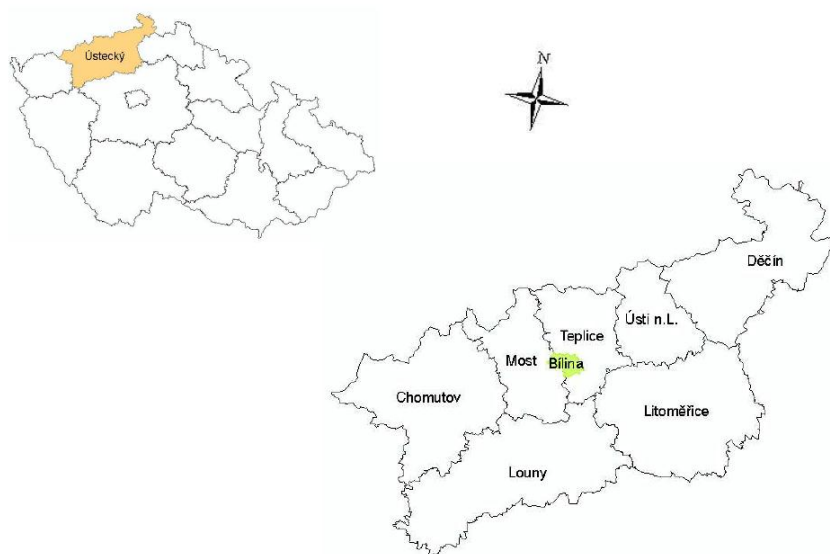 Ústecký
N
Děčín
Ústí n.L.
Teplice
Most
Bílina
Chomutov
Litoměřice
Louny